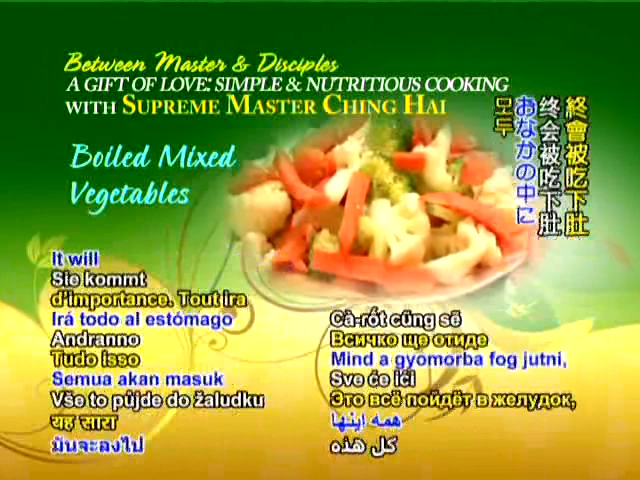 Between Master & Disciples
A GIFT OF LOVE: SIMPLE & NUTRITIOUS COOKING
WITH SUPREME MASTER CHING HAI
Boiled Mixed
Vegetables
終會被吃下肚
终会被吃下肚
おなかの中に
모두
It will
Sie kommt
d'importance. Tout ira
Irá todo al estómago
Andranno
Tudo isso
Semua akan masuk
Vše to půjde do žaludku
यह सारा
มันจะลงไป
Cà-rốt cũng sẽ
Всичко ще отиде
Mind a gyomorba fog jutni,
Sve će ići
Это всё пойдёт в желудок,
همه اینها
كل هذه